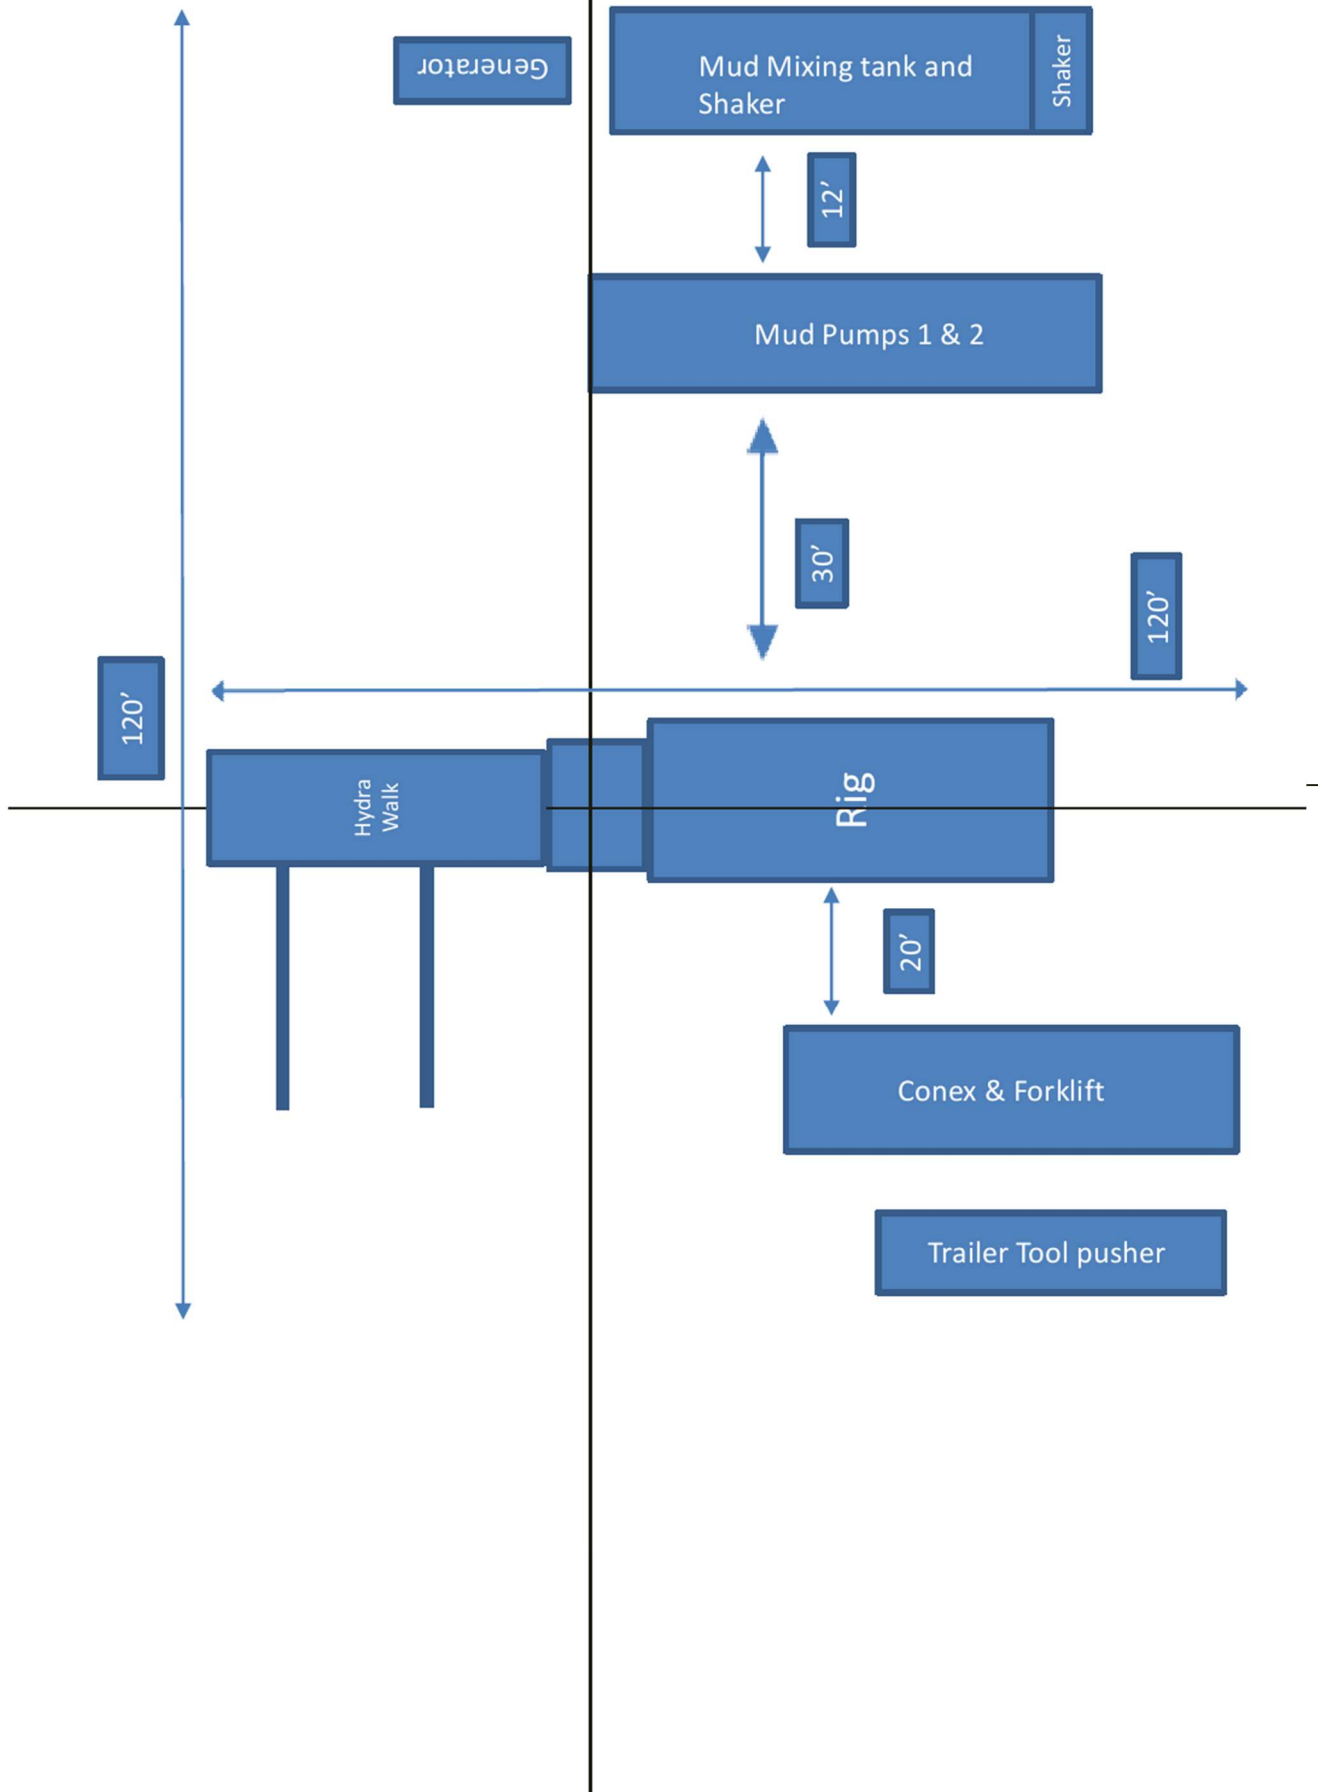 Generator
Mud Mixing tank and
Shaker
Shaker
12’
Mud Pumps 1 & 2
30’
120’
120’
Hydra
Walk
Rig
20’
Conex & Forklift
Trailer Tool pusher